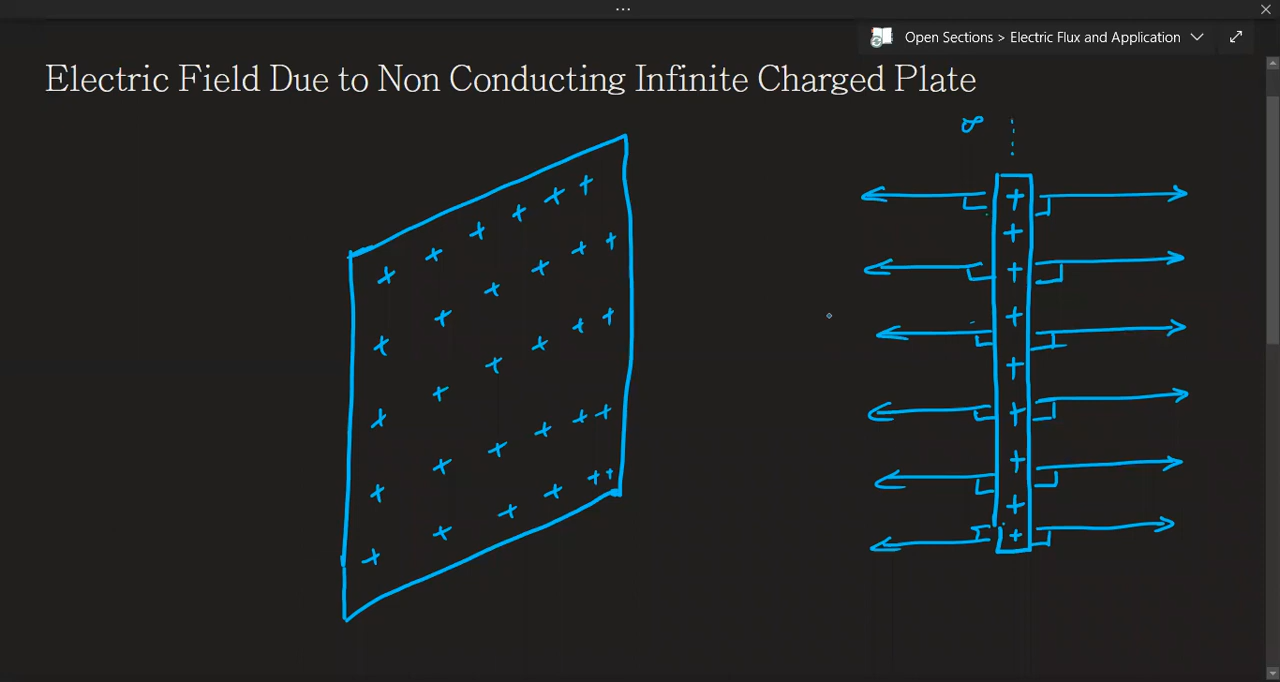 Open Sections > Electric Flux and Application
Electric Field Due to Non Conducting Infinite Charged Plate
∞
+ + + + + +
+ + + + + +
+ + + + + +
+ + + + + +
+ + + + + +
+
+
+
+
+
+
+
+
+